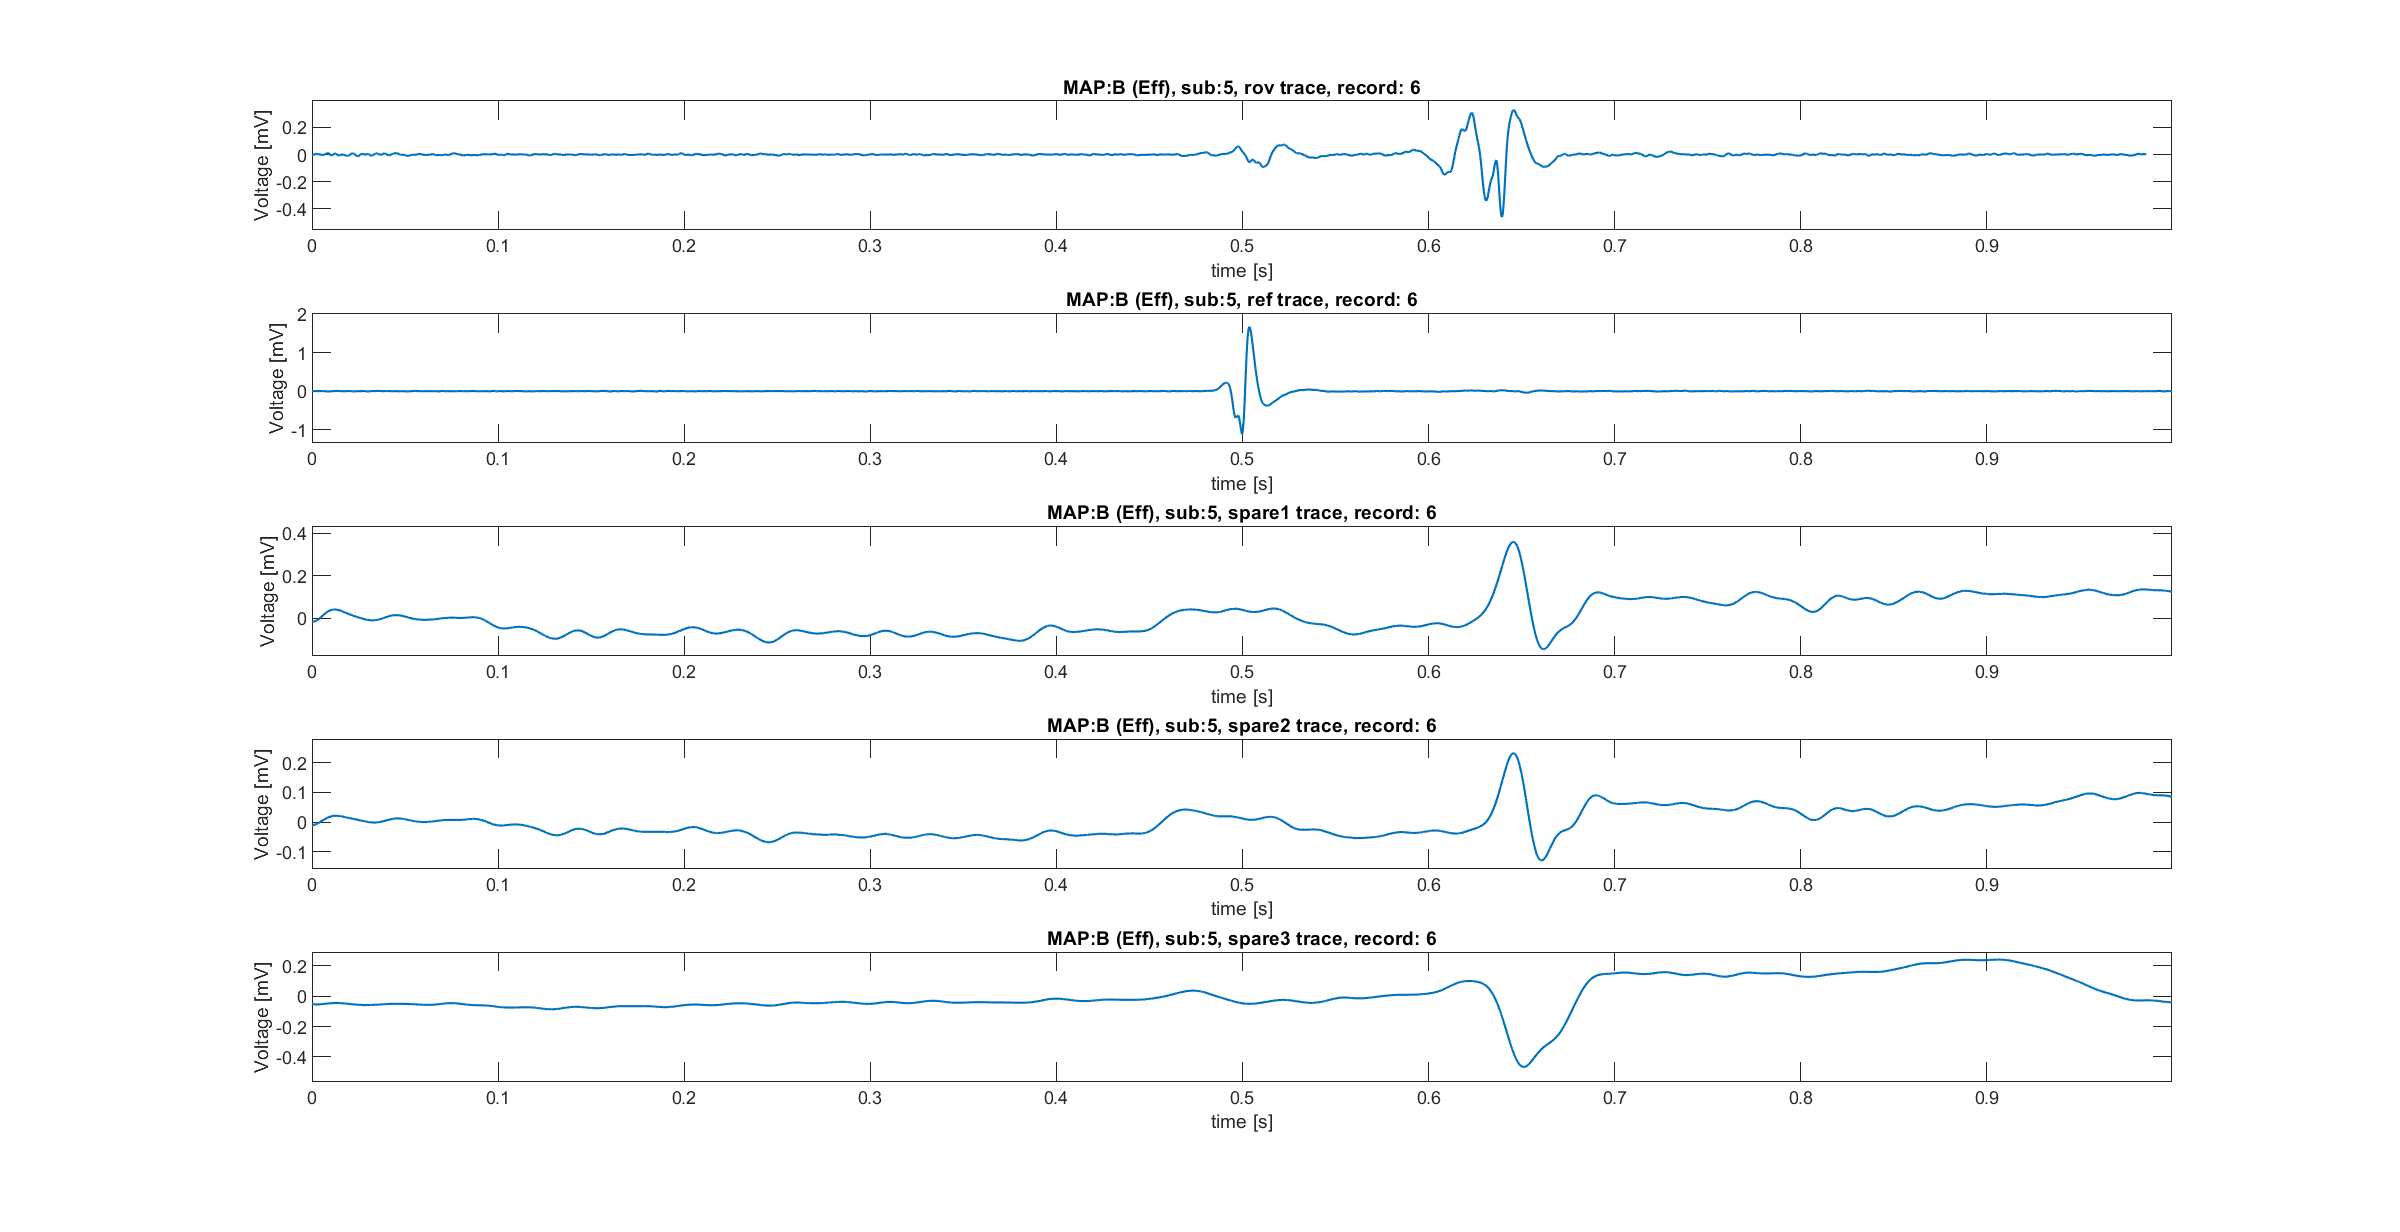 MAP:B (Eff), sub:5, rov trace, record: 6
Voltage [mV]
0.2
0
-0.2
-0.4
0 0.1 0.2 0.3 0.4 0.5 0.6 0.7 0.8 0.9
time [s]
MAP:B (Eff), sub:5, ref trace, record: 6
Voltage [mV]
2
1
0
-1
0 0.1 0.2 0.3 0.4 0.5 0.6 0.7 0.8 0.9
time [s]
MAP:B (Eff), sub:5, spare1 trace, record: 6
Voltage [mV]
0.4
0.2
0
0 0.1 0.2 0.3 0.4 0.5 0.6 0.7 0.8 0.9
time [s]
MAP:B (Eff), sub:5, spare2 trace, record: 6
Voltage [mV]
0.2
0.1
0
-0.1
0 0.1 0.2 0.3 0.4 0.5 0.6 0.7 0.8 0.9
time [s]
MAP:B (Eff), sub:5, spare3 trace, record: 6
Voltage [mV]
0.2
0
-0.2
-0.4
0 0.1 0.2 0.3 0.4 0.5 0.6 0.7 0.8 0.9
time [s]